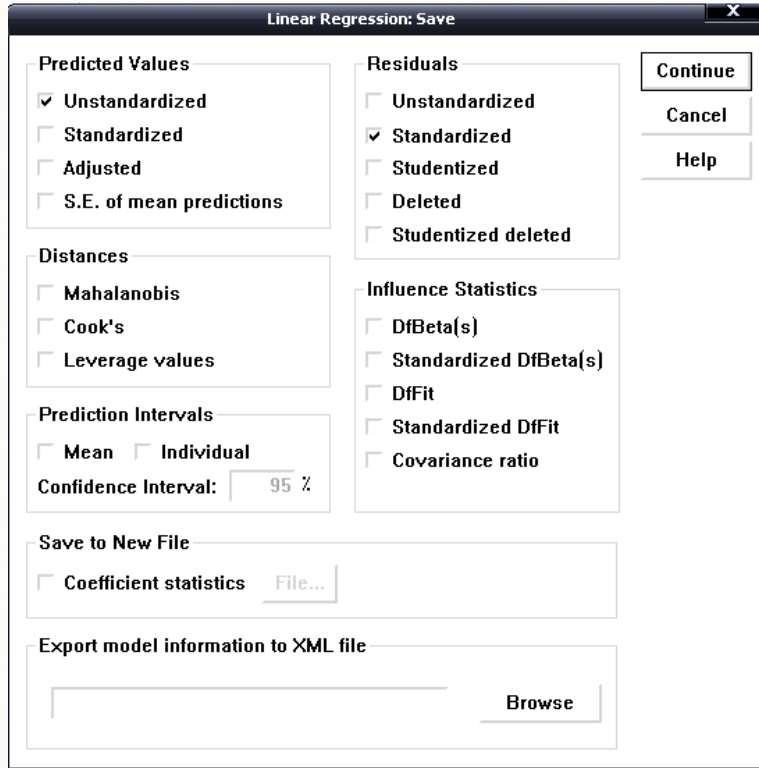 Linear Regression: Save
X
Predicted Values
Unstandardized
Standardized
Adjusted
S.E. of mean predictions
Distances
Mahalanobis
Cook's
Leverage values
Prediction Intervals
Mean Individual
Confidence Interval: 95 %
Residuals
Unstandardized
Standardized
Studentized
Deleted
Studentized deleted
Influence Statistics
DfBeta(s)
Standardized DfBeta(s)
DfFit
Standardized DfFit
Covariance ratio
Continue
Cancel
Help
Save to New File
Coefficient statistics File...
Export model information to XML file
Browse